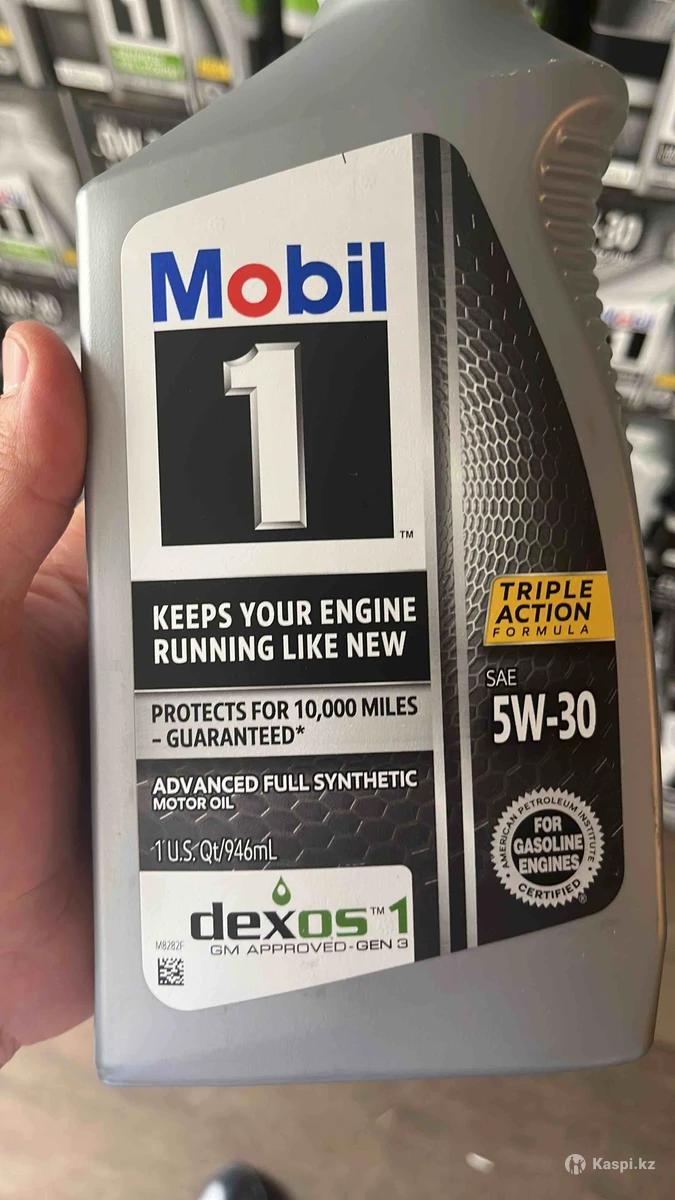 Mobil
1
TM
KEEPS YOUR ENGINE
RUNNING LIKE NEW
PROTECTS FOR 10,000 MILES
– GUARANTEED*
ADVANCED FULL SYNTHETIC
MOTOR OIL
1 U.S. Qt/946mL
TRIPLE
ACTION
FORMULA
SAE
5W-30
AMERICAN PETROLEUM INSTITUTE
FOR
GASOLINE
ENGINES
CERTIFIED
®
dexos™1
GM APPROVED-GEN 3
M8282F
Kaspi.kz